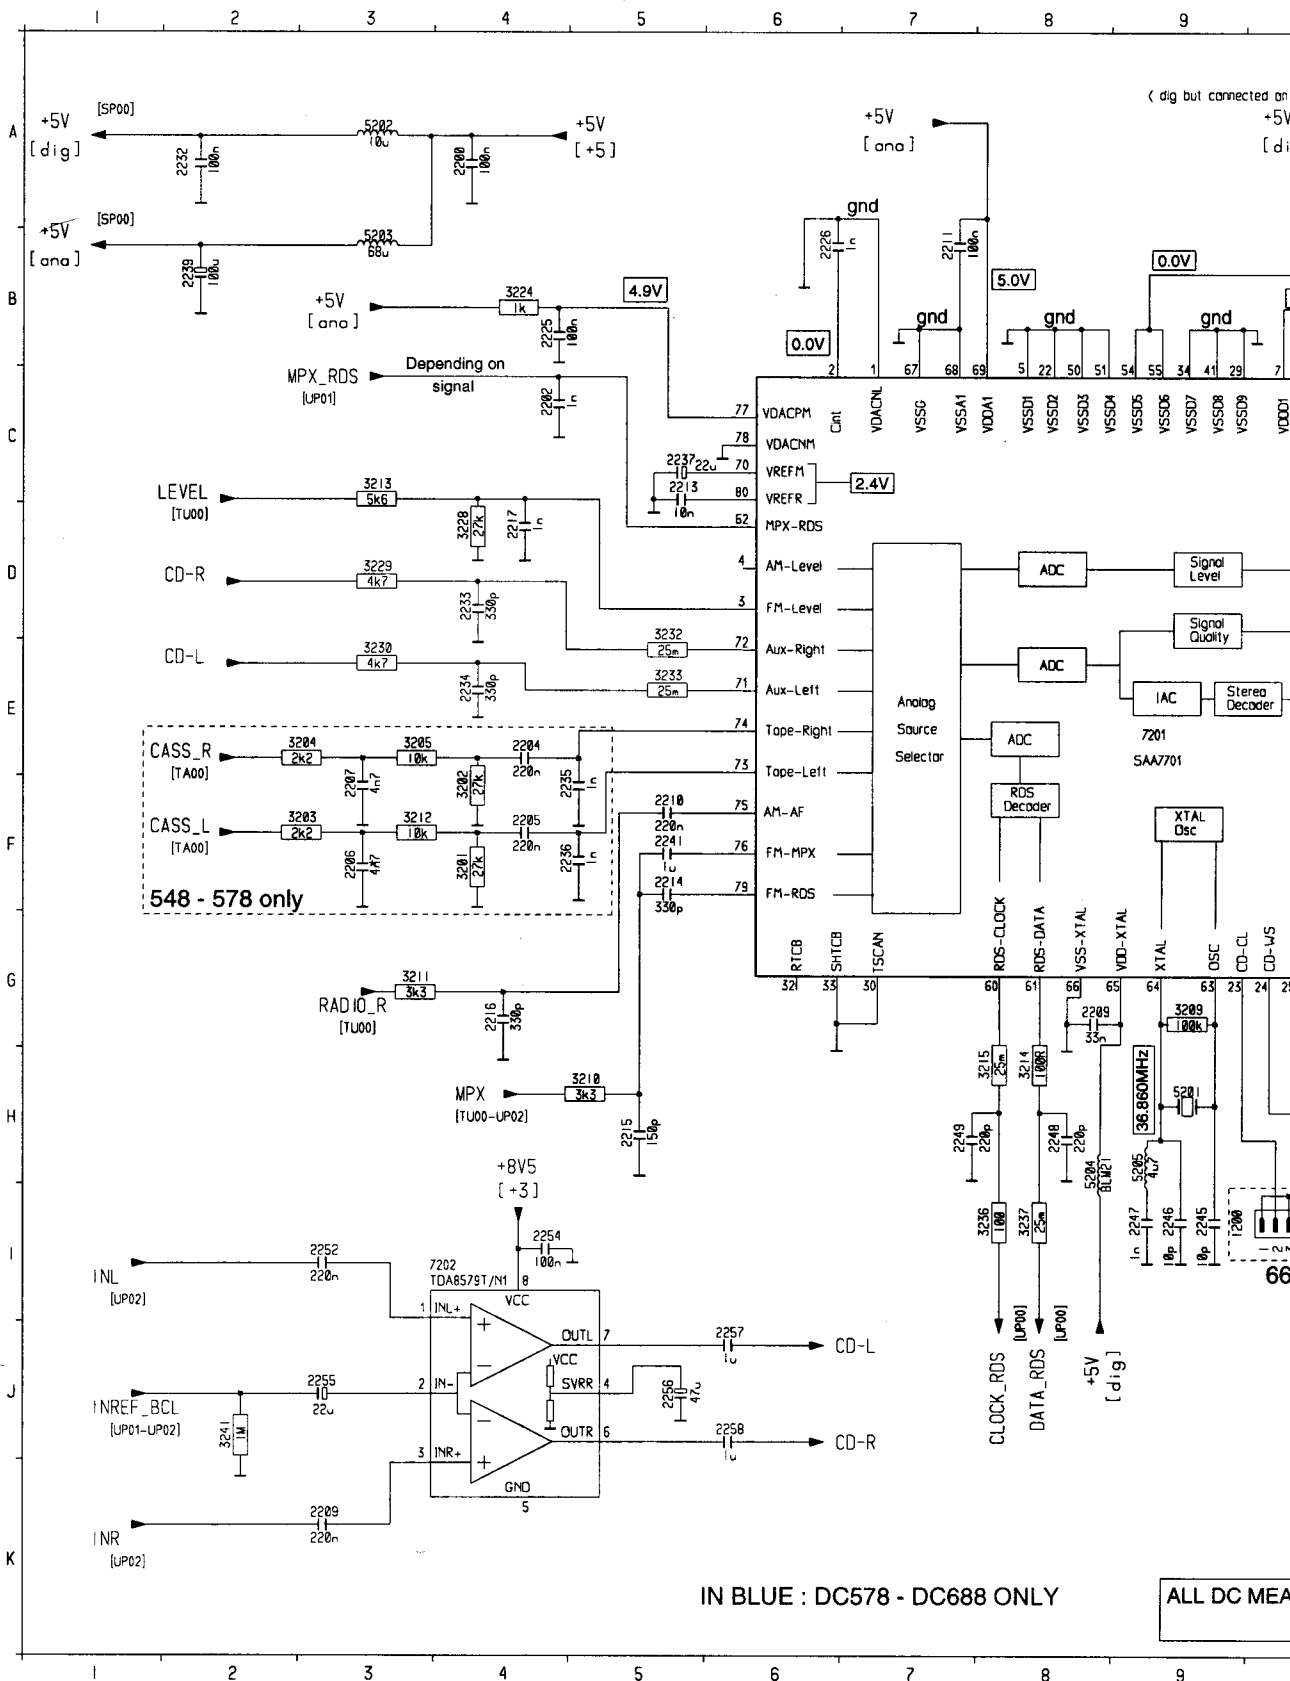 1 2 3 4 5 6 7 8 9
A
B
C
D
E
F
G
H
I
J
K
+5V
[dig]
[SP00]
5202
10u
2232
100n
2200
100n
+5V
[+5]
+5V
[ana]
[SP00]
5203
68u
2239
100u
+5V
[ana]
3224
1k
2225
100n
4.9V
MPX_RDS
[UP01]
Depending on
signal
2202
+5V
[ana]
gnd
2226
2211
100n
5.0V
0.0V
gnd
gnd
0.0V
gnd
< dig but connected on
+5V
[di
2 1 67 68 69 5 22 50 51 54 55 34 41 29 7
Cint
VDACNL
VSSG
VSSA1
VDDA1
VSSD1
VSSD2
VSSD3
VSSD4
VSSD5
VSSD6
VSSD7
VSSD8
VSSD9
VDDD1
77 VDACPM
78 VDACNM
70 VREFM
80 VREFR
2.4V
62 MPX-RDS
4 AM-Level
3 FM-Level
72 Aux-Right
71 Aux-Left
74 Tape-Right
73 Tape-Left
75 AM-AF
76 FM-MPX
79 FM-RDS
2237
22u
2213
10n
LEVEL
[TU00]
3213
5k6
3228
27k
2217
CD-R
3229
4k7
2233
330p
3232
25m
CD-L
3230
4k7
2234
330p
3233
25m
CASS_R
[TA00]
3204
2k2
3205
10k
2204
220n
2207
4n7
3202
27k
2235
CASS_L
[TA00]
3203
2k2
3212
10k
2205
220n
2206
4n7
3201
27k
2236
548 - 578 only
2210
220n
2241
1u
2214
330p
Analog
Source
Selector
ADC
ADC
ADC
Signal
Level
Signal
Quality
IAC
Stereo
Decoder
7201
SAA7701
RDS
Decoder
XTAL
Osc
RTCB
SHTCB
TSCAN
RDS-CLOCK
RDS-DATA
VSS-XTAL
VDD-XTAL
XTAL
OSC
CD-CL
CD-WS
32 33 30 60 61 66 65 64 63 23 24 25
RADIO_R
[TU00]
3211
3k3
2216
330p
MPX
[TU00-UP02]
3210
3k3
2215
150p
2209
33n
3209
100k
3215
25m
3214
100R
36.860MHz
5201
2249
220p
2248
220p
5204
BLM21
5205
4u7
3236
100
3237
25m
2247
1n
2246
10p
2245
10p
1200
1 2
66
CLOCK_RDS
[UP00]
DATA_RDS
[UP00]
+5V
[dig]
+8V5
[+3]
2254
100n
7202
TDA8579T/N1
8
VCC
INL
[UP02]
2252
220n
1 INL+
OUTL 7
2257
1u
CD-L
VCC
INREF_BCL
[UP01-UP02]
2255
22u
2 IN-
SVRR 4
2256
47u
3241
1M
3 INR+
OUTR 6
2258
1u
CD-R
GND
5
INR
[UP02]
2209
220n
IN BLUE : DC578 - DC688 ONLY
ALL DC MEA
1 2 3 4 5 6 7 8 9